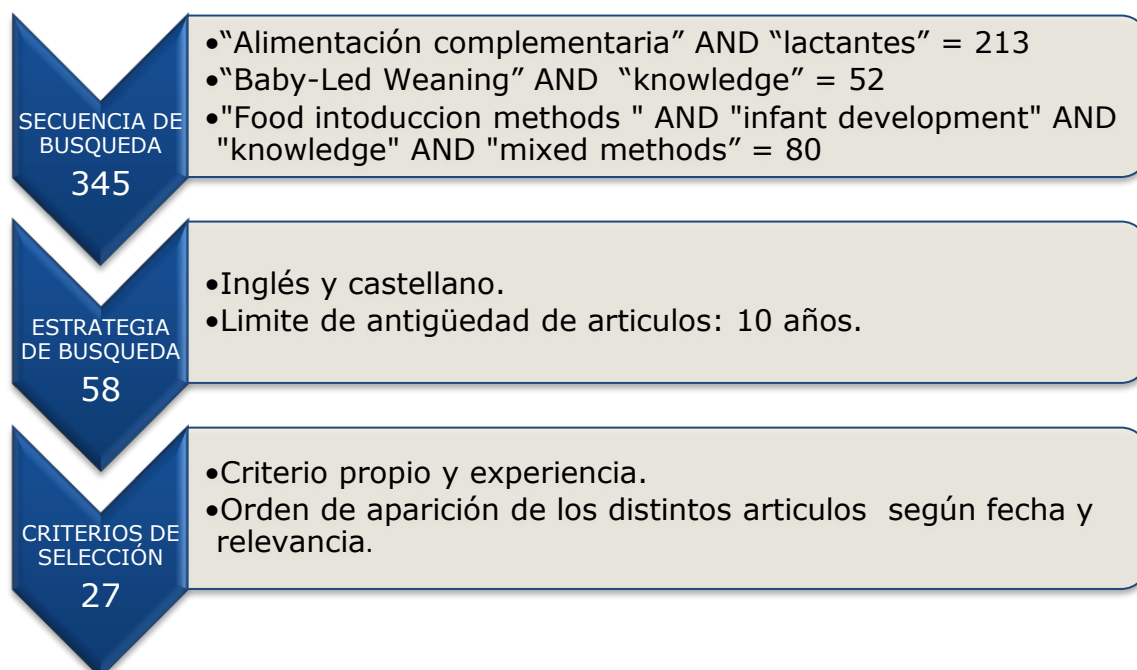 SECUENCIA DE
BUSQUEDA
345
•“Alimentación complementaria” AND “lactantes” = 213
•“Baby-Led Weaning” AND “knowledge” = 52
•"Food intoduccion methods " AND "infant development" AND
"knowledge" AND "mixed methods” = 80
ESTRATEGIA
DE BUSQUEDA
58
•Inglés y castellano.
•Limite de antigüedad de articulos: 10 años.
CRITERIOS DE
SELECCIÓN
27
•Criterio propio y experiencia.
•Orden de aparición de los distintos articulos según fecha y
relevancia.